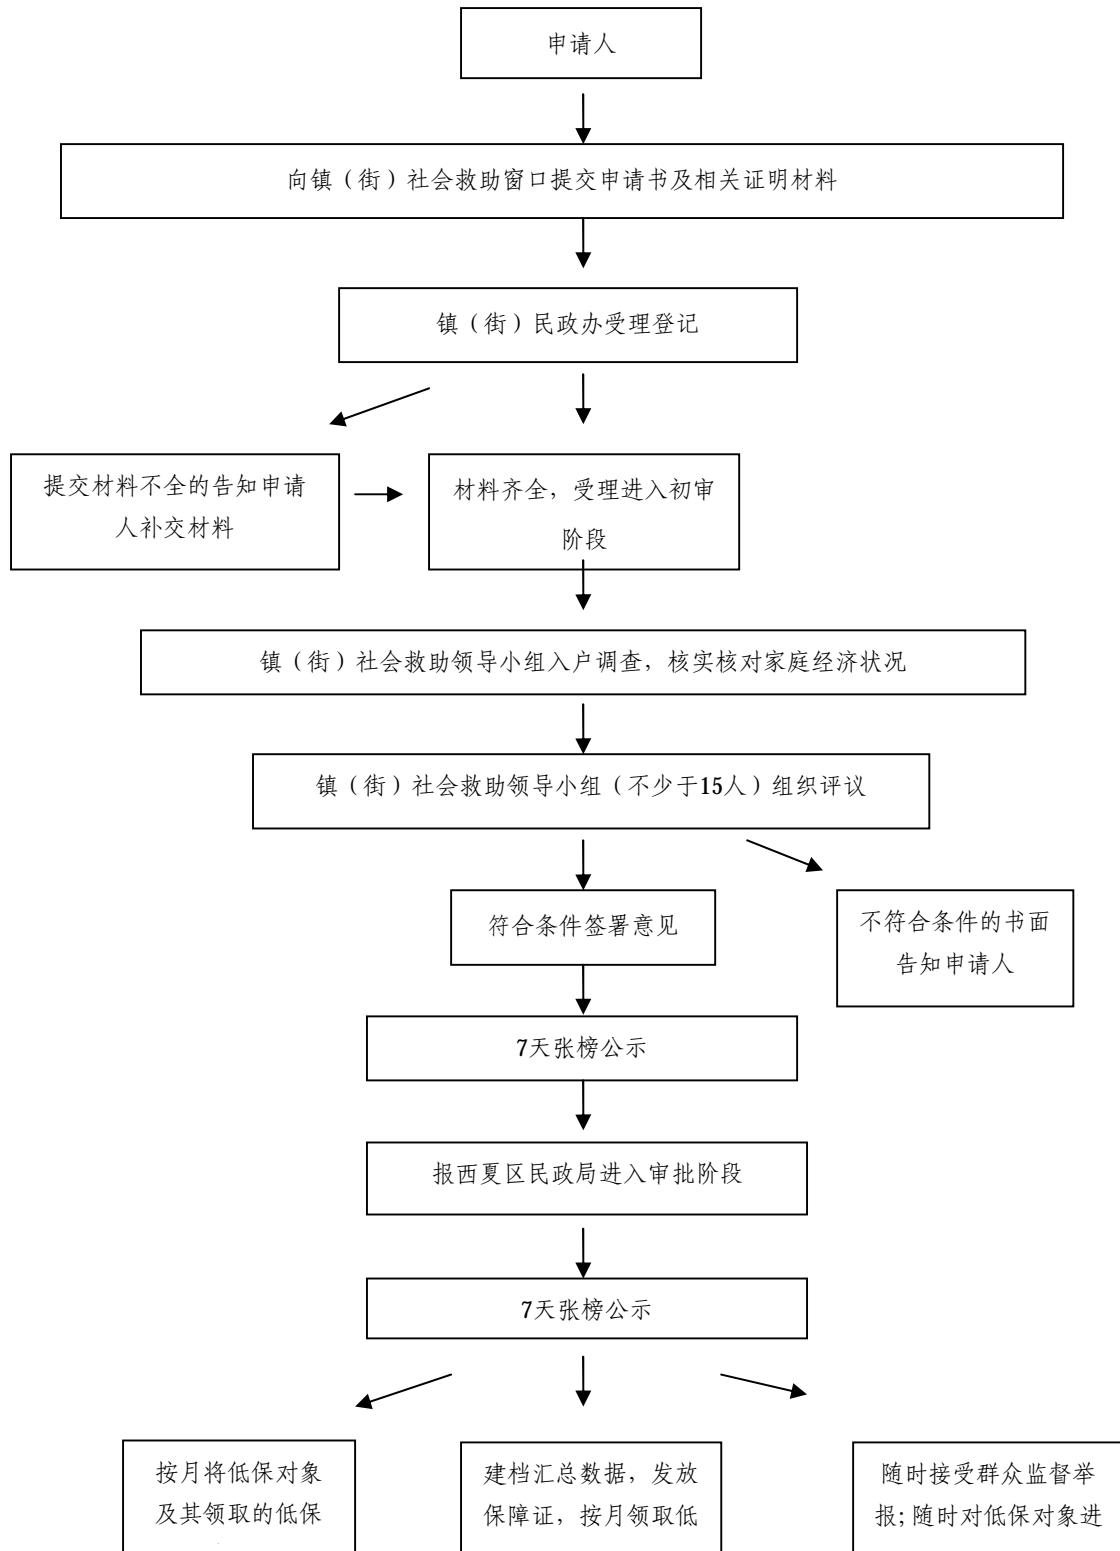 申请人
向镇（街）社会救助窗口提交申请书及相关证明材料
镇（街）民政办受理登记
提交材料不全的告知申请
人补交材料
材料齐全，受理进入初审
阶段
镇（街）社会救助领导小组入户调查，核实核对家庭经济状况
镇（街）社会救助领导小组（不少于15人）组织评议
符合条件签署意见
不符合条件的书面
告知申请人
7天张榜公示
报西夏区民政局进入审批阶段
7天张榜公示
按月将低保对象
及其领取的低保
建档汇总数据，发放
保障证，按月领取低
随时接受群众监督举
报；随时对低保对象进